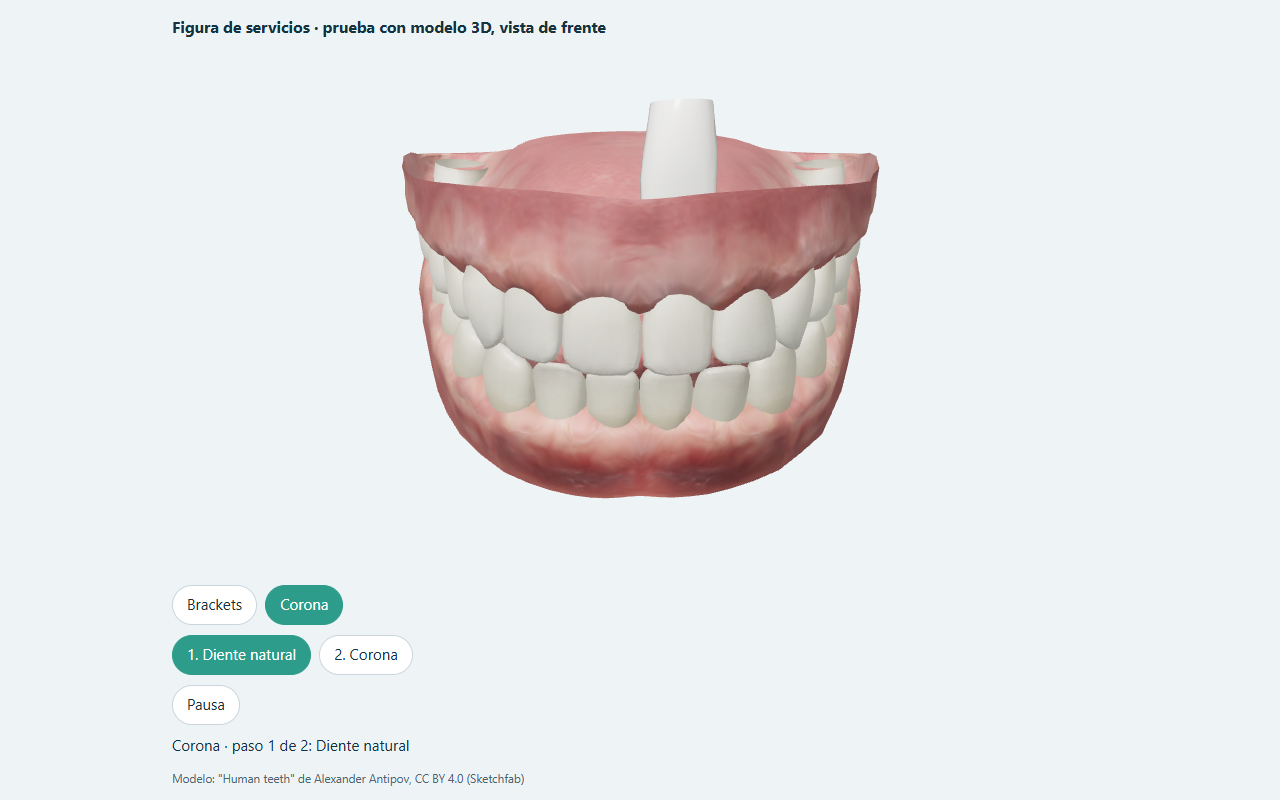 Figura de servicios · prueba con modelo 3D, vista de frente
Brackets
Corona
1. Diente natural
2. Corona
Pausa
Corona · paso 1 de 2: Diente natural
Modelo: "Human teeth" de Alexander Antipov, CC BY 4.0 (Sketchfab)